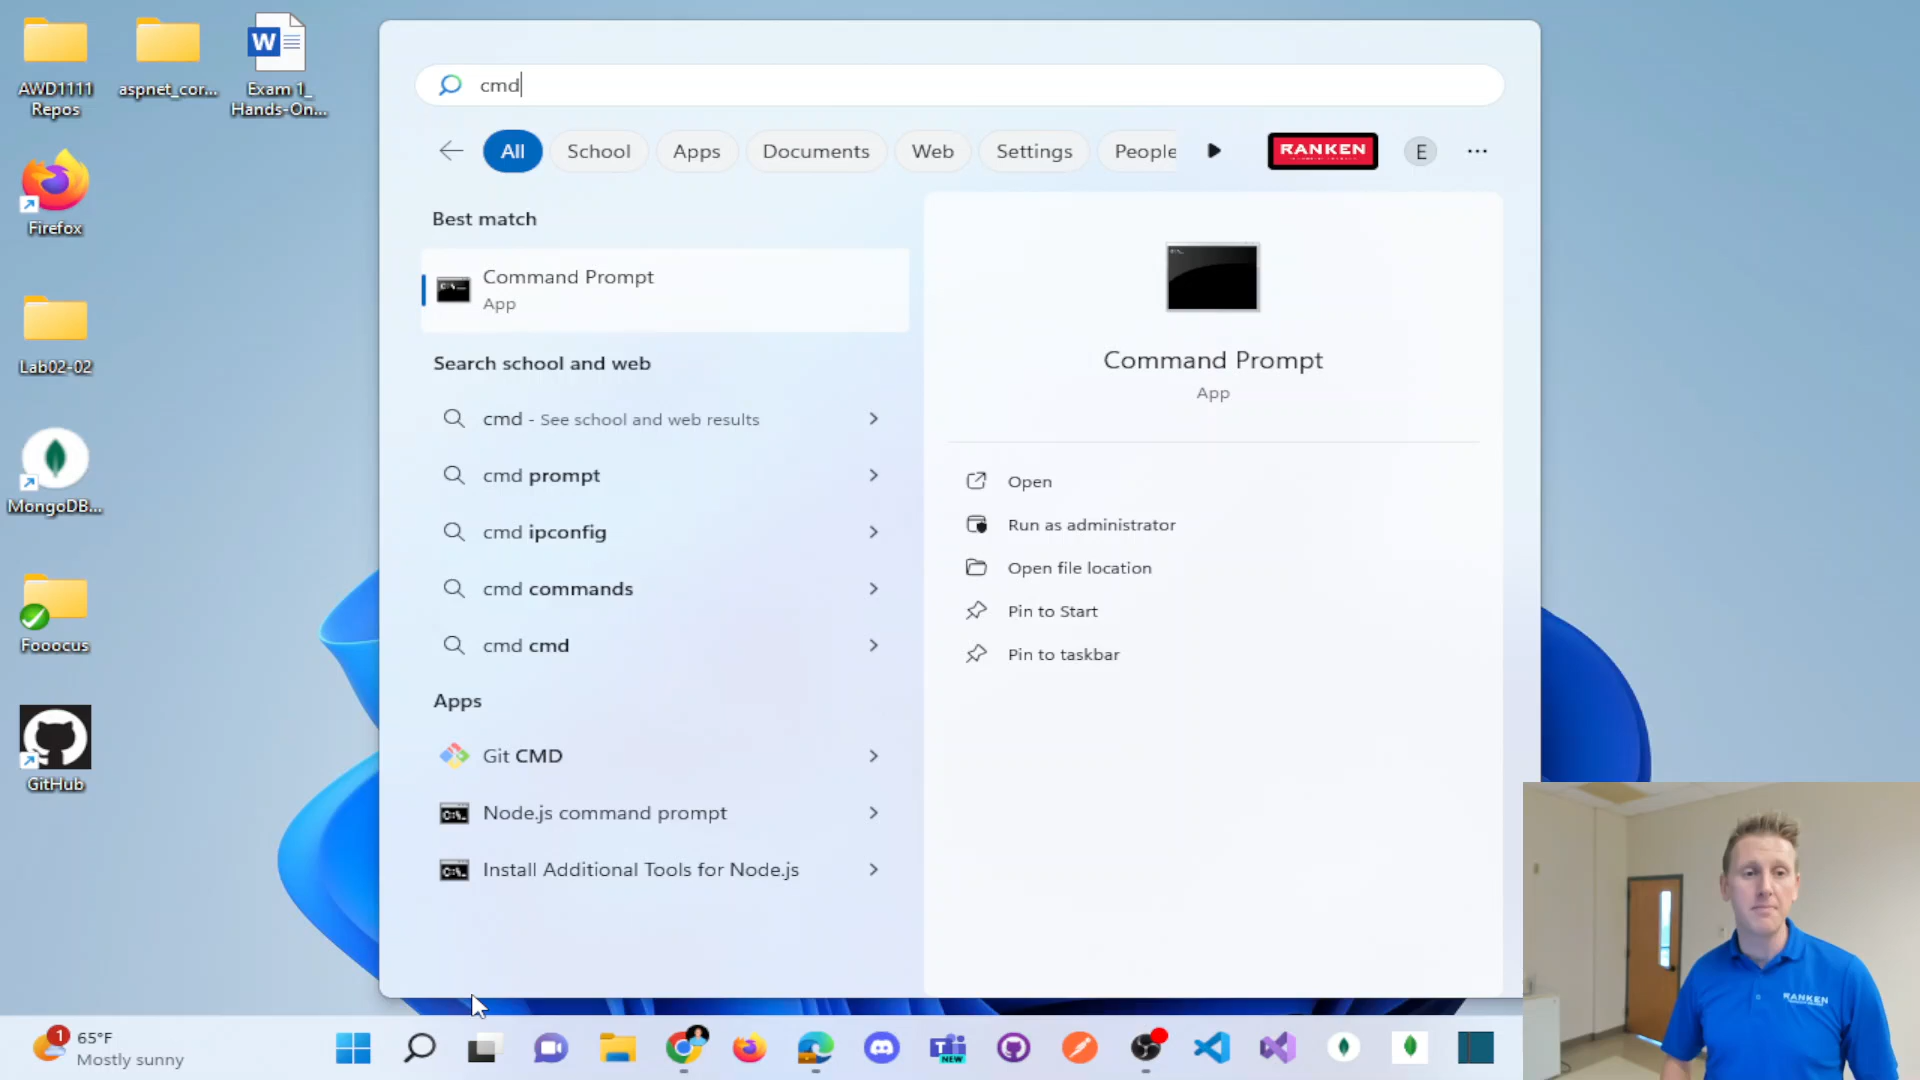 AWD1111
Repos
aspnet_cor...
W
Exam 1_
Hands-On...
Firefox
Lab02-02
MongoDB...
Fooocus
GitHub
cmd
All
School
Apps
Documents
Web
Settings
People
RANKEN
E
Best match
Command Prompt
App
Search school and web
cmd - See school and web results
cmd prompt
cmd ipconfig
cmd commands
cmd cmd
Apps
Git CMD
Node.js command prompt
Install Additional Tools for Node.js
Command Prompt
App
Open
Run as administrator
Open file location
Pin to Start
Pin to taskbar
RANKEN
1
65°F
Mostly sunny
T
NEW